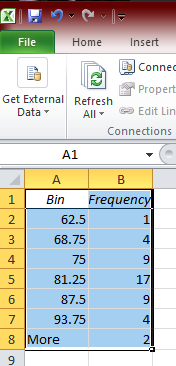 File Home Insert
Get External Data
Refresh All
Connec
Propert
Edit Lin
Connections
A1
A B
1 Bin Frequency
2 62.5 1
3 68.75 4
4 75 9
5 81.25 17
6 87.5 9
7 93.75 4
8 More 2
9